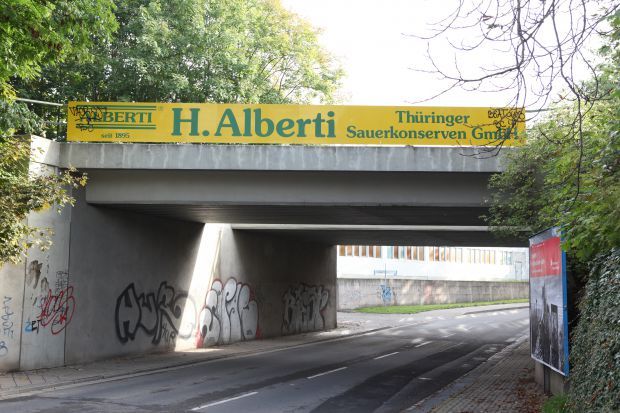 ALBERTI
seit 1895
H. Alberti
Thüringer
Sauerkonserven GmbH